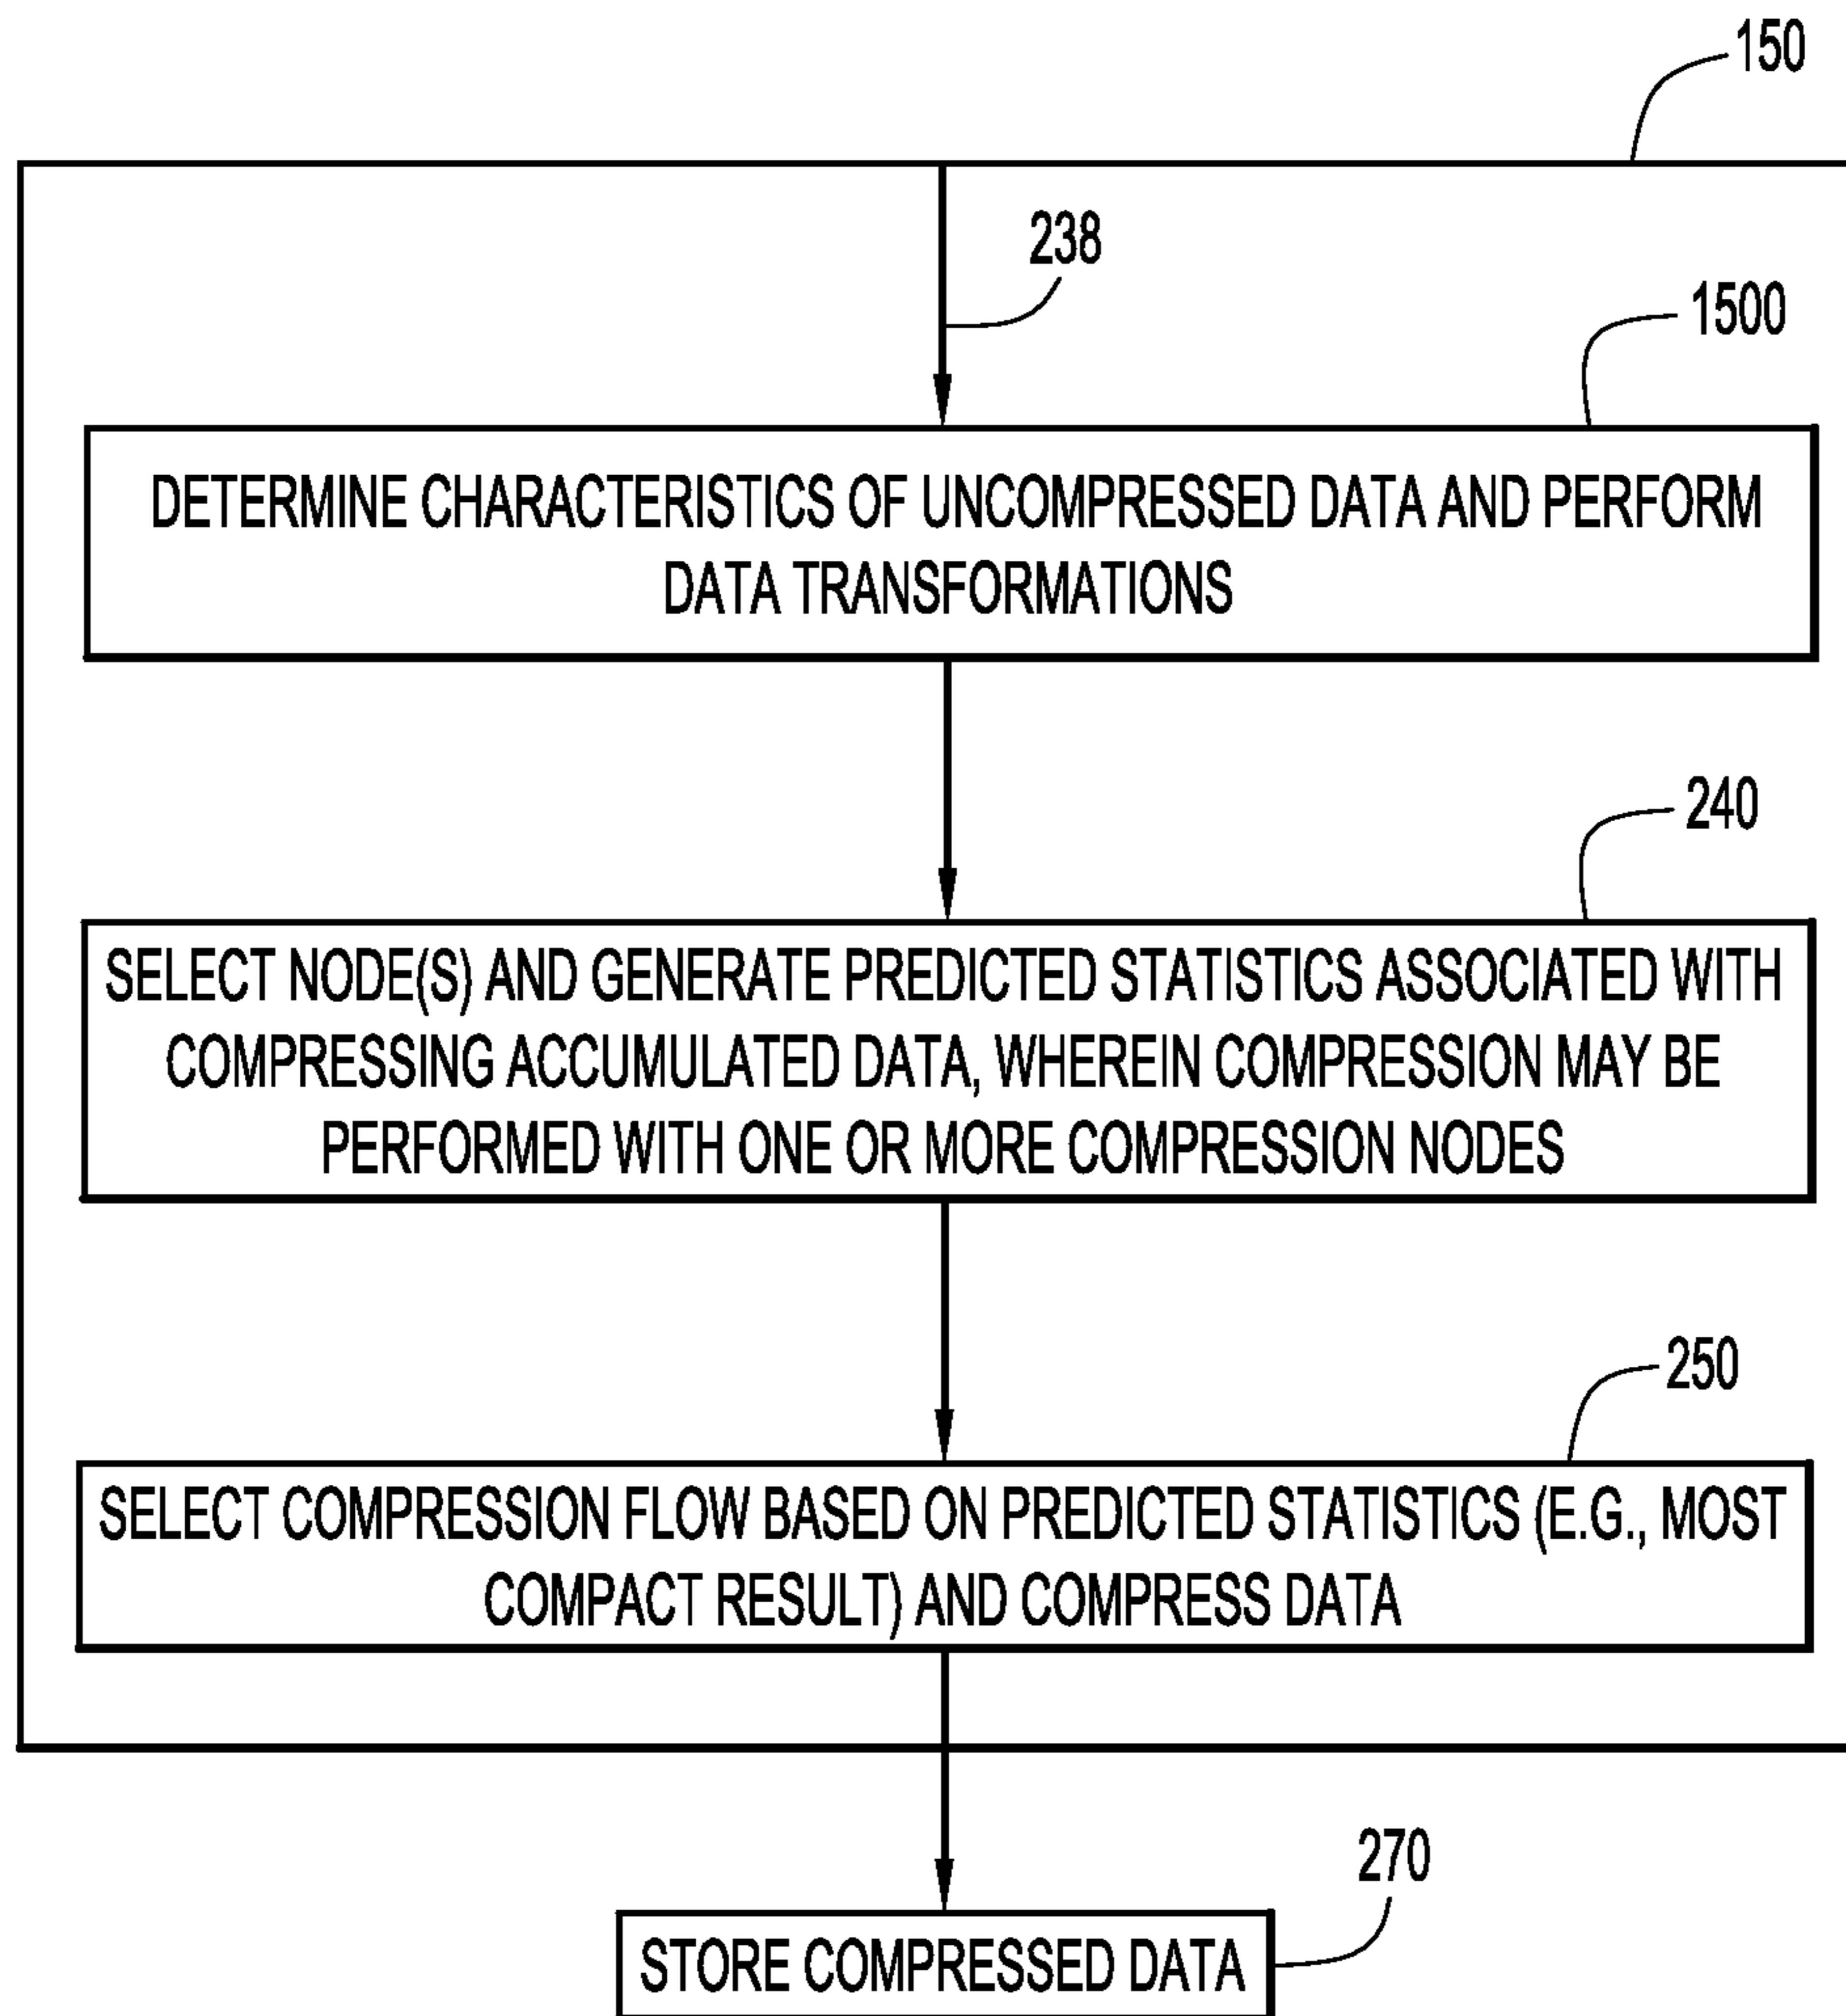 150
238
1500
DETERMINE CHARACTERISTICS OF UNCOMPRESSED DATA AND PERFORM
DATA TRANSFORMATIONS
240
SELECT NODE(S) AND GENERATE PREDICTED STATISTICS ASSOCIATED WITH
COMPRESSING ACCUMULATED DATA, WHEREIN COMPRESSION MAY BE
PERFORMED WITH ONE OR MORE COMPRESSION NODES
250
SELECT COMPRESSION FLOW BASED ON PREDICTED STATISTICS (E.G., MOST
COMPACT RESULT) AND COMPRESS DATA
270
STORE COMPRESSED DATA